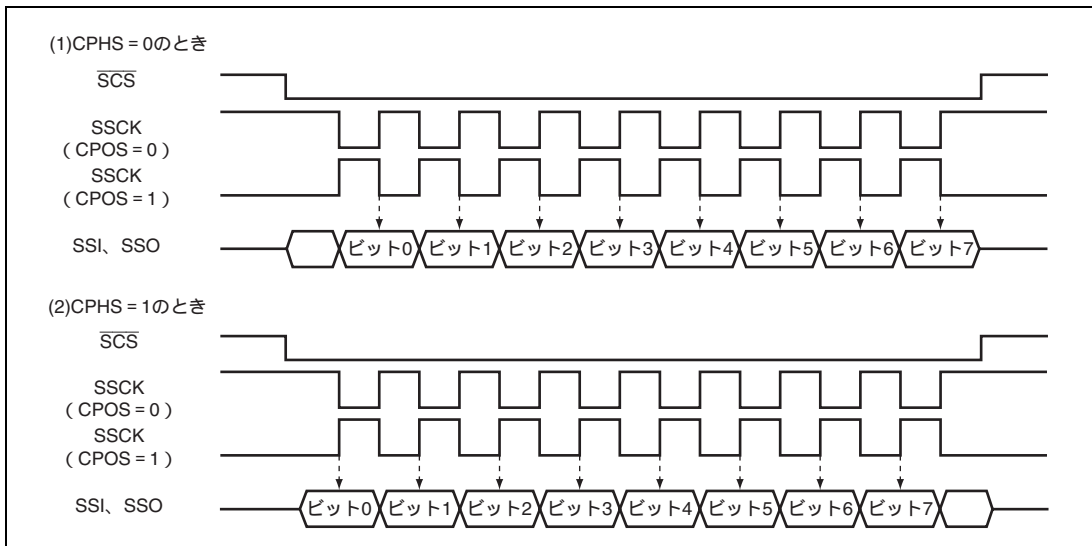 (1)CPHS = 0のとき
SCS
SSCK
( CPOS = 0 )
SSCK
( CPOS = 1 )
SSI、SSO
ビット0 ビット1 ビット2 ビット3 ビット4 ビット5 ビット6 ビット7
(2)CPHS = 1のとき
SCS
SSCK
( CPOS = 0 )
SSCK
( CPOS = 1 )
SSI、SSO
ビット0 ビット1 ビット2 ビット3 ビット4 ビット5 ビット6 ビット7